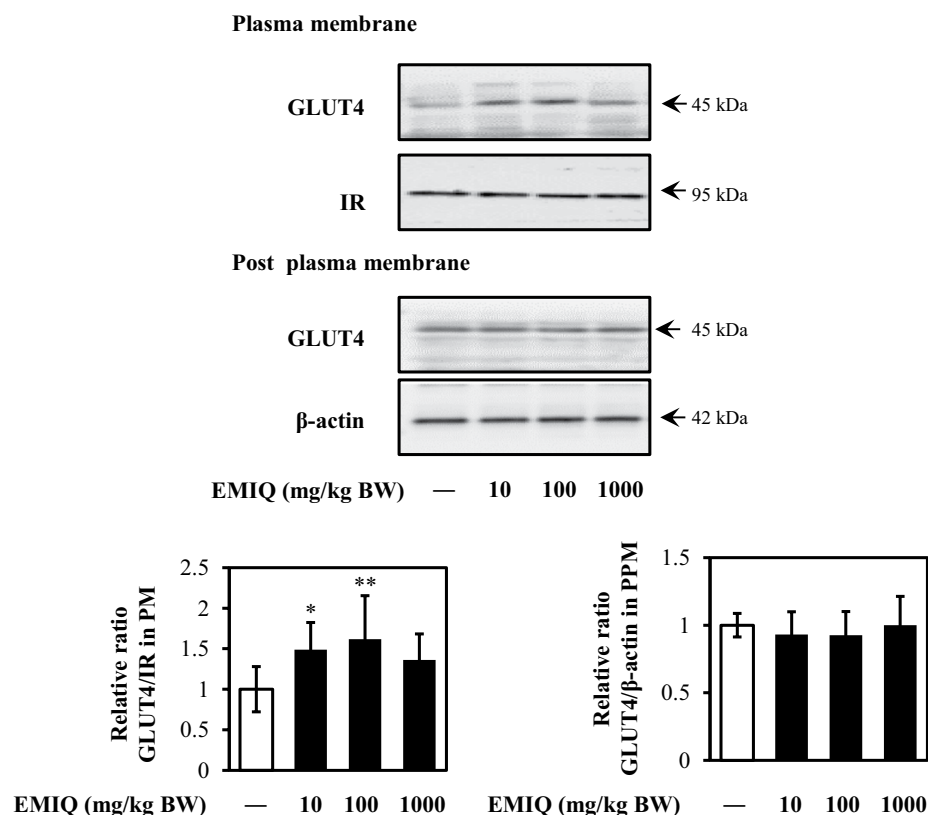 Plasma membrane
GLUT4
45 kDa
IR
95 kDa
Post plasma membrane
GLUT4
45 kDa
β-actin
42 kDa
EMIQ (mg/kg BW) — 10 100 1000
Relative ratio
GLUT4/IR in PM
2.5
2
1.5
1
0.5
0
* **
EMIQ (mg/kg BW) — 10 100 1000
Relative ratio
GLUT4/β-actin in PPM
1.5
1
0.5
0
EMIQ (mg/kg BW) — 10 100 1000